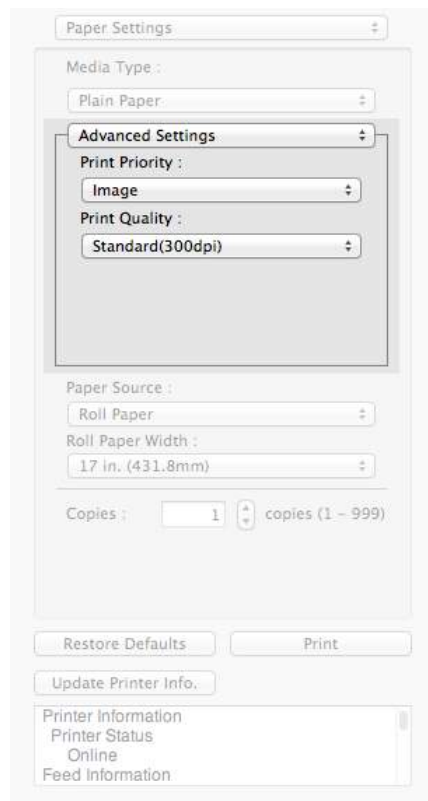 Paper Settings
Media Type :
Plain Paper
Advanced Settings
Print Priority :
Image
Print Quality :
Standard(300dpi)
Paper Source :
Roll Paper
Roll Paper Width :
17 in. (431.8mm)
Copies : 1 copies (1 – 999)
Restore Defaults Print
Update Printer Info.
Printer Information
Printer Status
Online
Feed Information